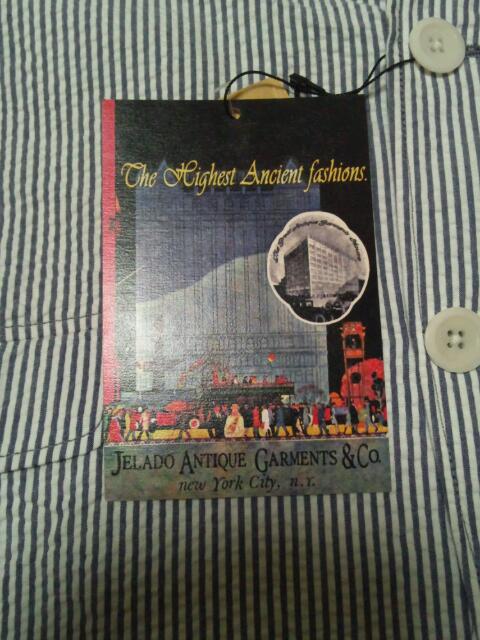 The Highest Ancient fashions.
JELADO ANTIQUE GARMENTS & CO.
new York City, n.Y.